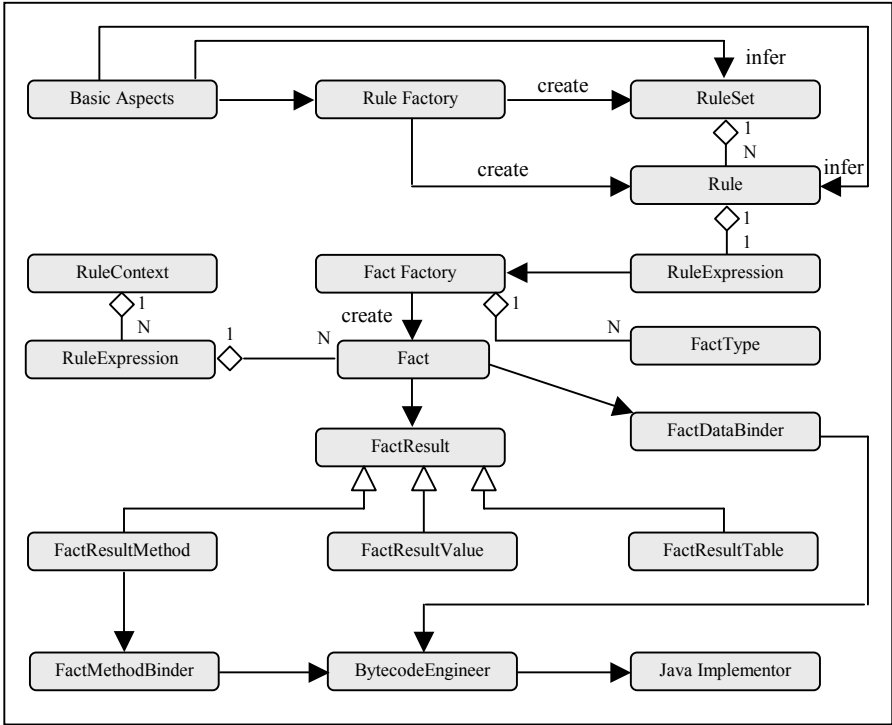 infer
Basic Aspects
Rule Factory
create
RuleSet
1
N
create
Rule
infer
1
1
RuleContext
Fact Factory
RuleExpression
1
N
create
1
N
FactType
RuleExpression
1
N
Fact
FactDataBinder
FactResult
FactResultMethod
FactResultValue
FactResultTable
FactMethodBinder
BytecodeEngineer
Java Implementor